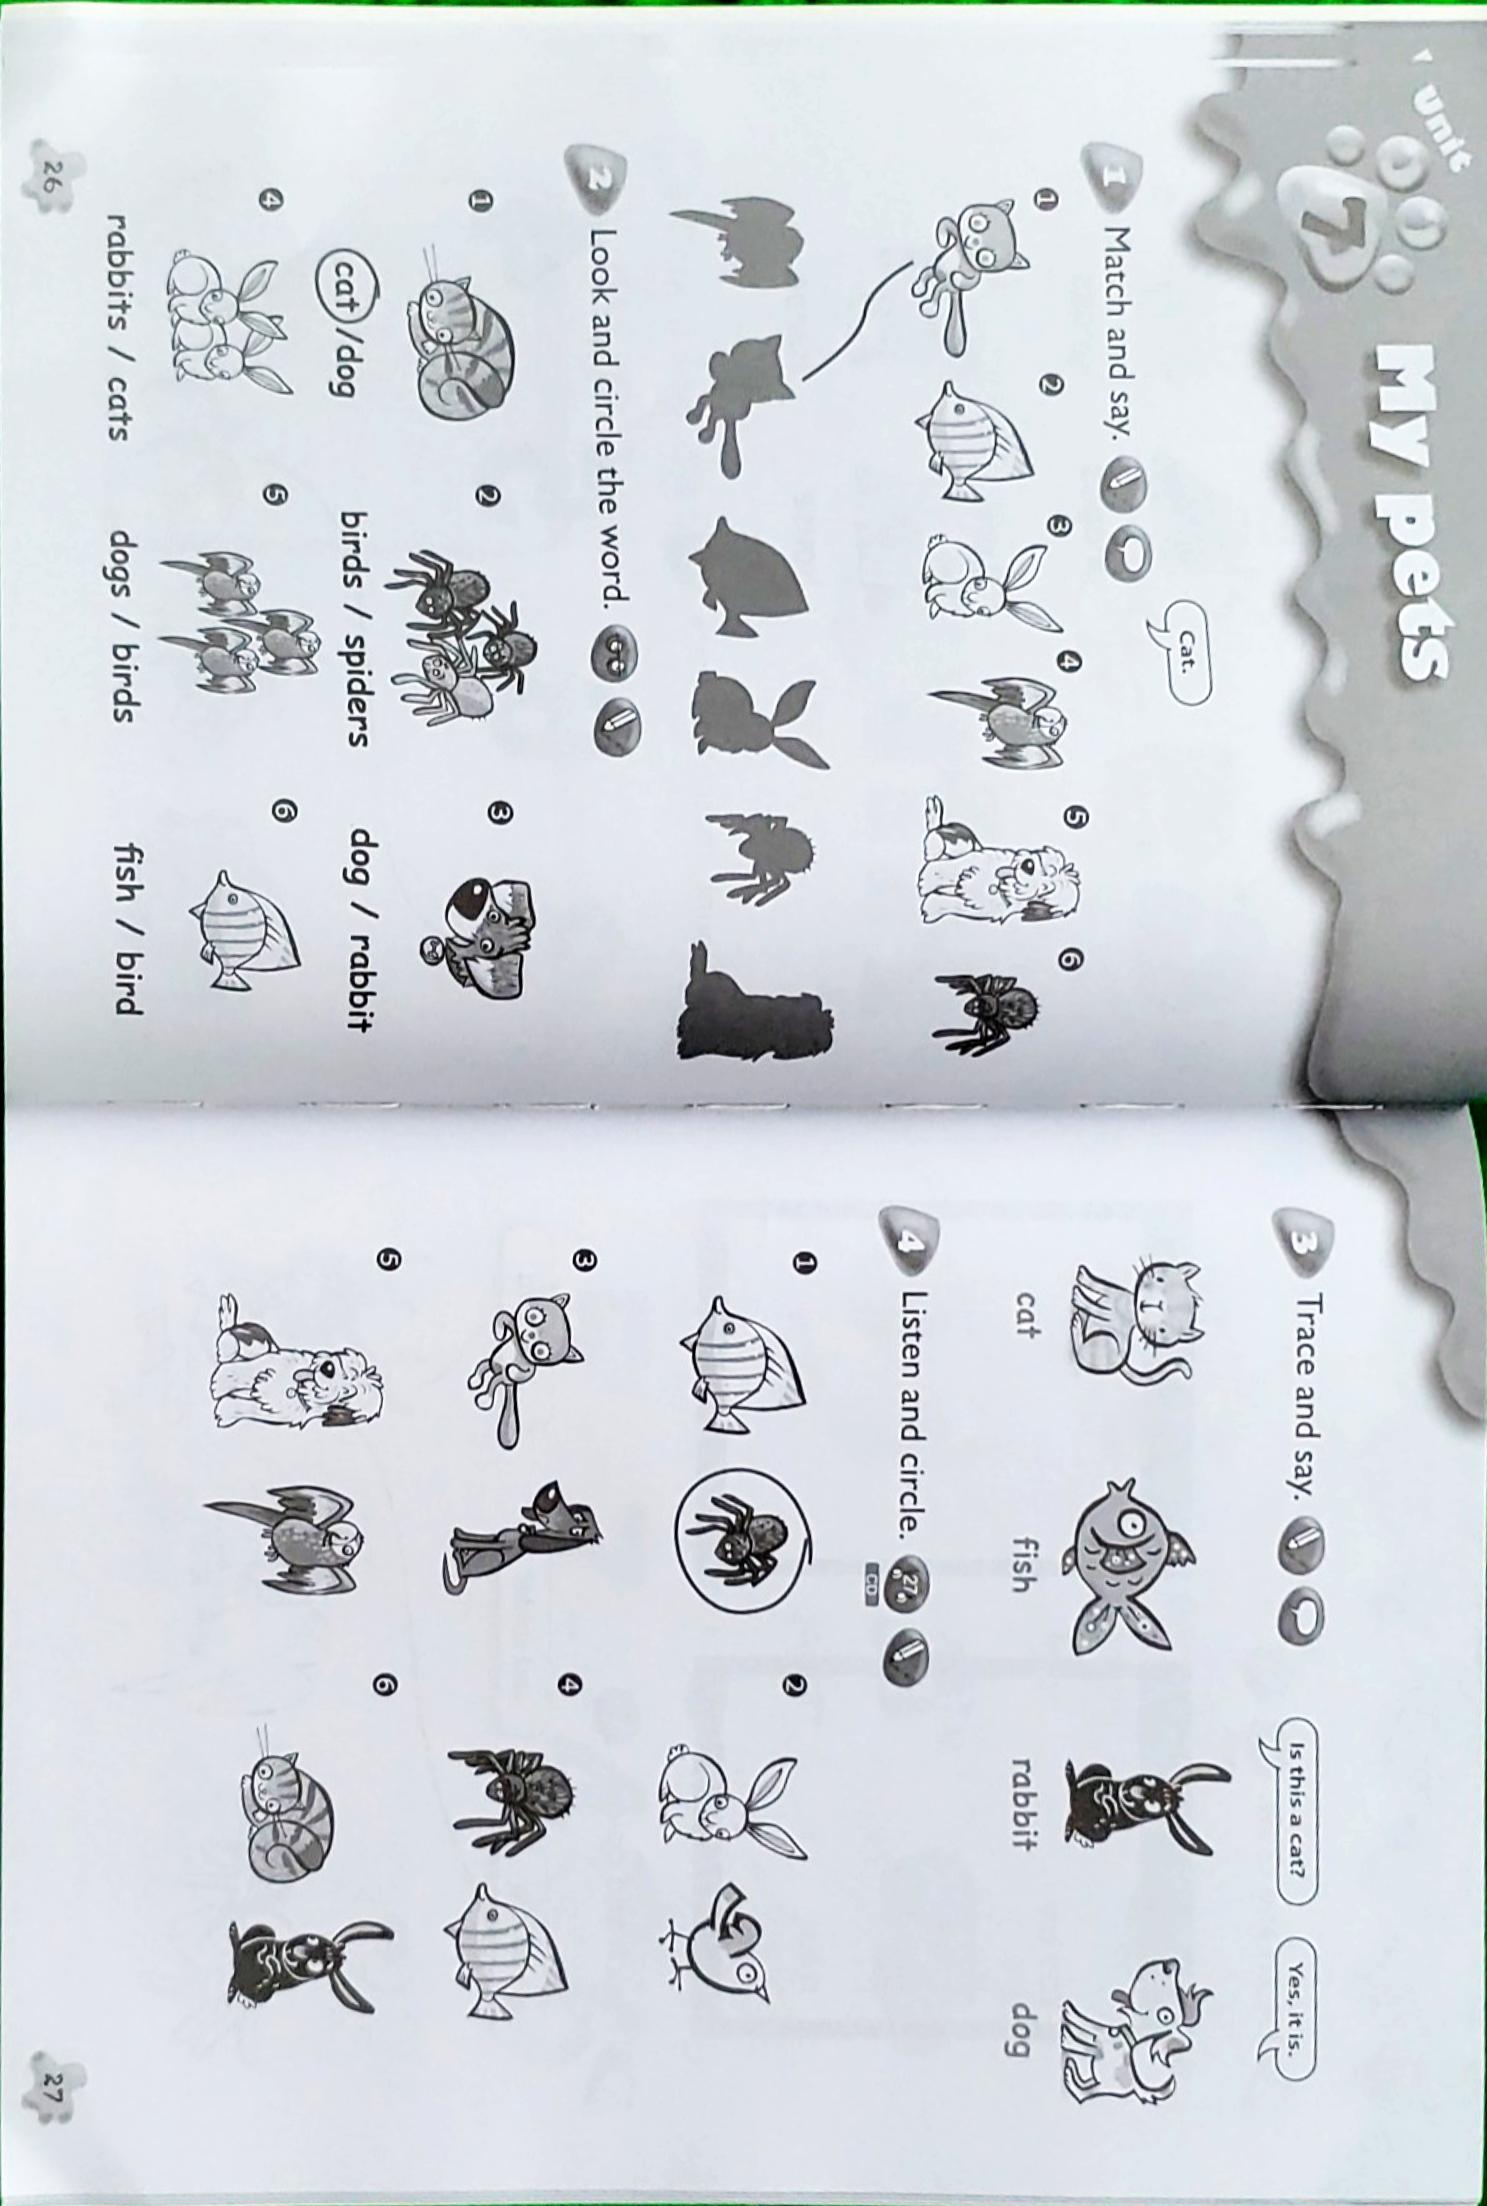 Unit
7
My pets
Cat.
1 Match and say.
1 2 3 4 5 6
2 Look and circle the word.
1 2 3
cat / dog
birds / spiders
dog / rabbit
4 5 6
rabbits / cats
dogs / birds
fish / bird
26
3 Trace and say.
Is this a cat?
Yes, it is.
cat
fish
rabbit
dog
4 Listen and circle.
27
CD
1 2
3 4
5 6
27